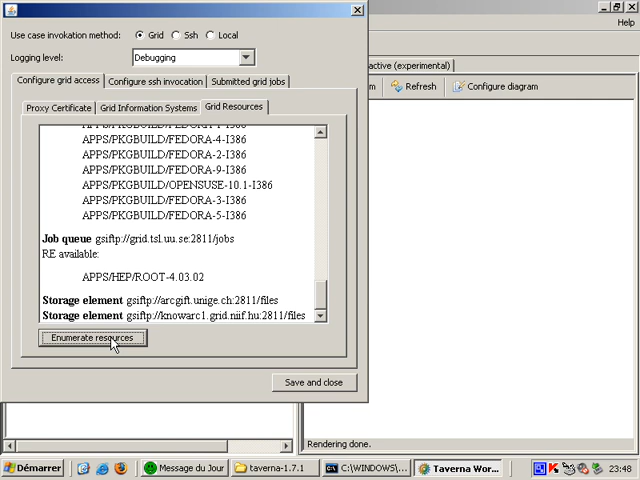 Help
Use case invokation method: Grid Ssh Local
Logging level: Debugging
Configure grid access Configure ssh invocation Submitted grid jobs
active (experimental)
Refresh Configure diagram
Proxy Certificate Grid Information Systems Grid Resources
APPS/PKGBUILD/FEDORA-4-I386
APPS/PKGBUILD/FEDORA-2-I386
APPS/PKGBUILD/FEDORA-9-I386
APPS/PKGBUILD/OPENSUSE-10.1-I386
APPS/PKGBUILD/FEDORA-3-I386
APPS/PKGBUILD/FEDORA-5-I386
Job queue gsiftp://grid.tsl.uu.se:2811/jobs
RE available:
APPS/HEP/ROOT-4.03.02
Storage element gsiftp://arcgift.unige.ch:2811/files
Storage element gsiftp://knowarc1.grid.niif.hu:2811/files
Enumerate resources
Save and close
Rendering done.
Démarrer Message du Jour taverna-1.7.1 C:\WINDOWS\... Taverna Wor... 23:48